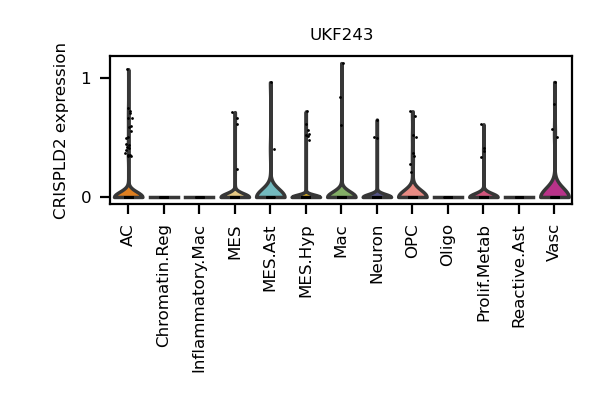 UKF243
CRISPLD2 expression
1
0
AC
Chromatin.Reg
Inflammatory.Mac
MES
MES.Ast
MES.Hyp
Mac
Neuron
OPC
Oligo
Prolif.Metab
Reactive.Ast
Vasc